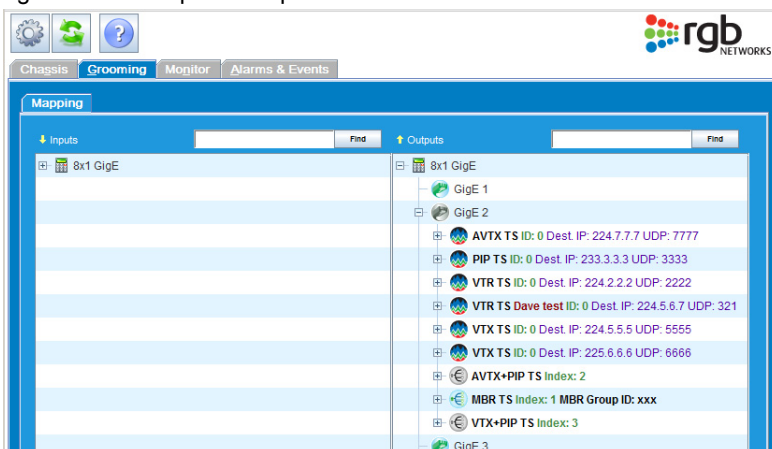 rgb
NETWORKS
Chassis Grooming Monitor Alarms & Events
Mapping
Inputs Find Outputs Find
8x1 GigE
8x1 GigE
GigE 1
GigE 2
AVTX TS ID: 0 Dest. IP: 224.7.7.7 UDP: 7777
PIP TS ID: 0 Dest. IP: 233.3.3.3 UDP: 3333
VTR TS ID: 0 Dest. IP: 224.2.2.2 UDP: 2222
VTR TS Dave test ID: 0 Dest. IP: 224.5.6.7 UDP: 321
VTX TS ID: 0 Dest. IP: 224.5.5.5 UDP: 5555
VTX TS ID: 0 Dest. IP: 225.6.6.6 UDP: 6666
AVTX+PIP TS Index: 2
MBR TS Index: 1 MBR Group ID: xxx
VTX+PIP TS Index: 3
GigE 3